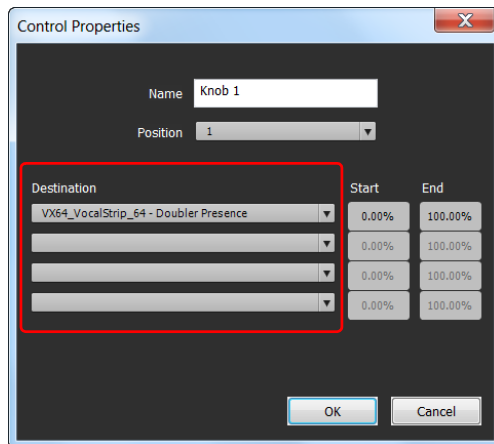 Control Properties
Name Knob 1
Position 1
Destination Start End
VX64_VocalStrip_64 - Doubler Presence 0.00% 100.00%
0.00% 100.00%
0.00% 100.00%
0.00% 100.00%
OK Cancel